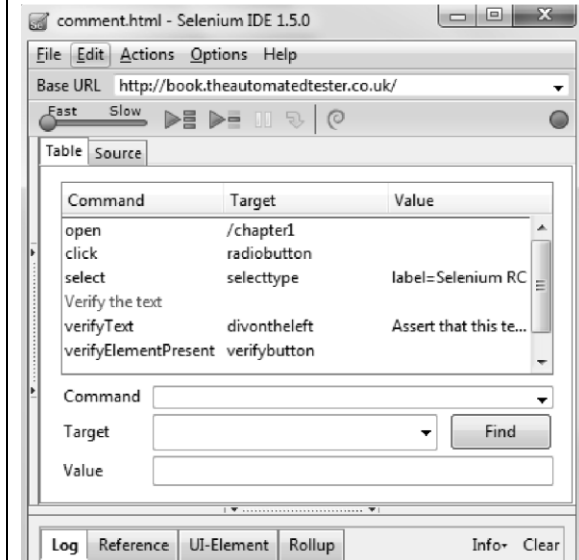 comment.html - Selenium IDE 1.5.0
File Edit Actions Options Help
Base URL http://book.theautomatedtester.co.uk/
Fast Slow
Table Source
Command Target Value
open /chapter1
click radiobutton
select selecttype label=Selenium RC
Verify the text
verifyText divontheleft Assert that this te...
verifyElementPresent verifybutton
Command
Target Find
Value
Log Reference UI-Element Rollup Info Clear